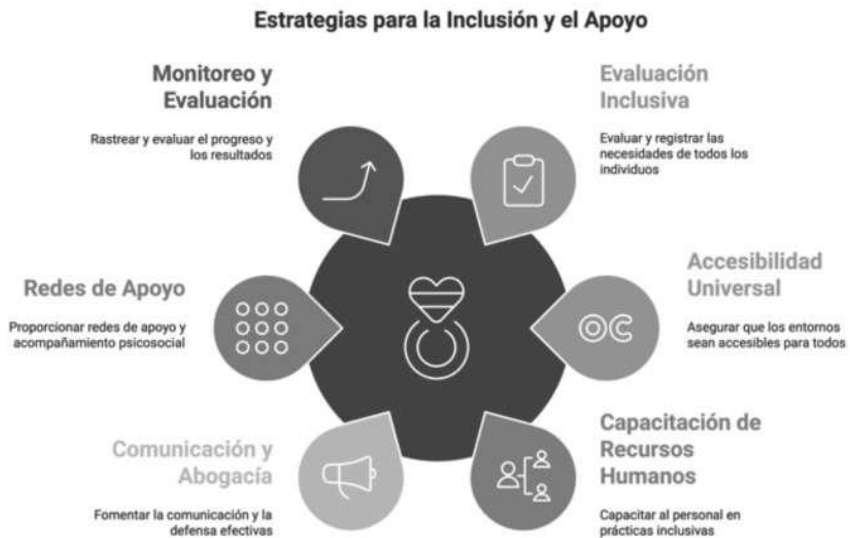 Estrategias para la Inclusión y el Apoyo
Monitoreo y
Evaluación
Rastrear y evaluar el progreso y
los resultados
Evaluación
Inclusiva
Evaluar y registrar las
necesidades de todos los
individuos
Redes de Apoyo
Proporcionar redes de apoyo y
acompañamiento psicosocial
Accesibilidad
Universal
Asegurar que los entornos
sean accesibles para todos
Comunicación y
Abogacía
Fomentar la comunicación y la
defensa efectivas
Capacitación de
Recursos
Humanos
Capacitar al personal en
prácticas inclusivas